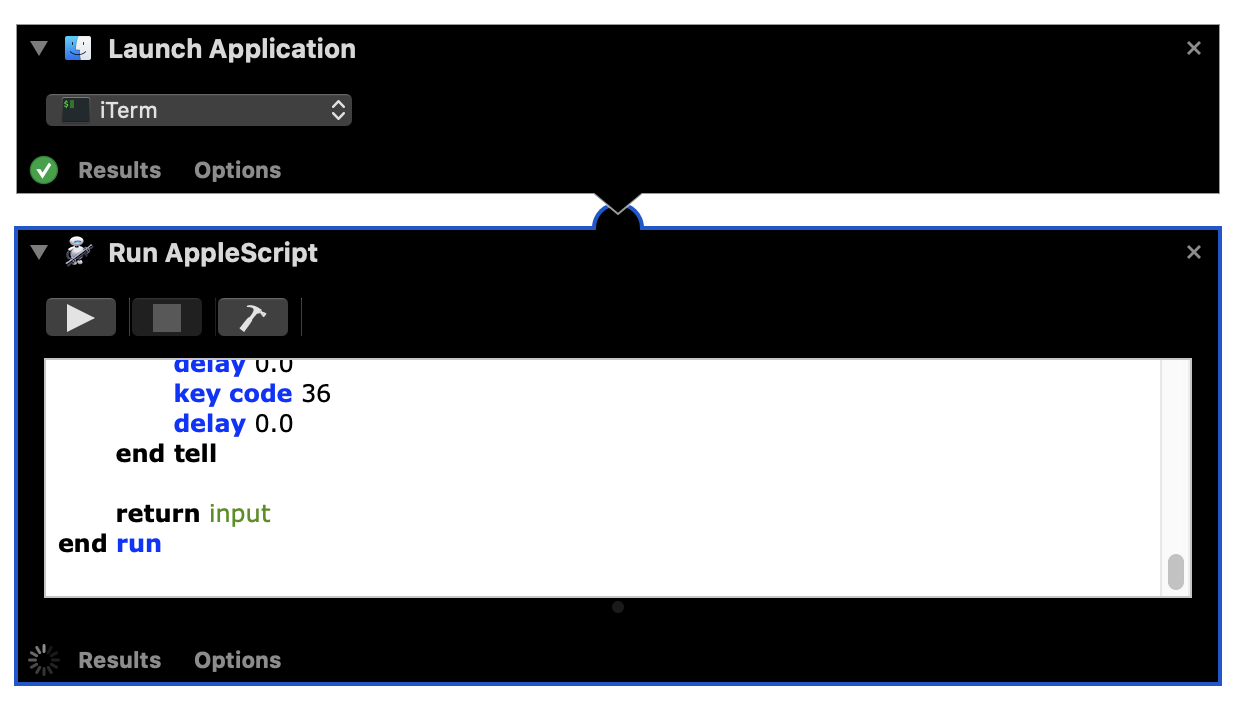 Launch Application
iTerm
Results Options
Run AppleScript
delay 0.0
key code 36
delay 0.0
end tell
return input
end run
Results Options